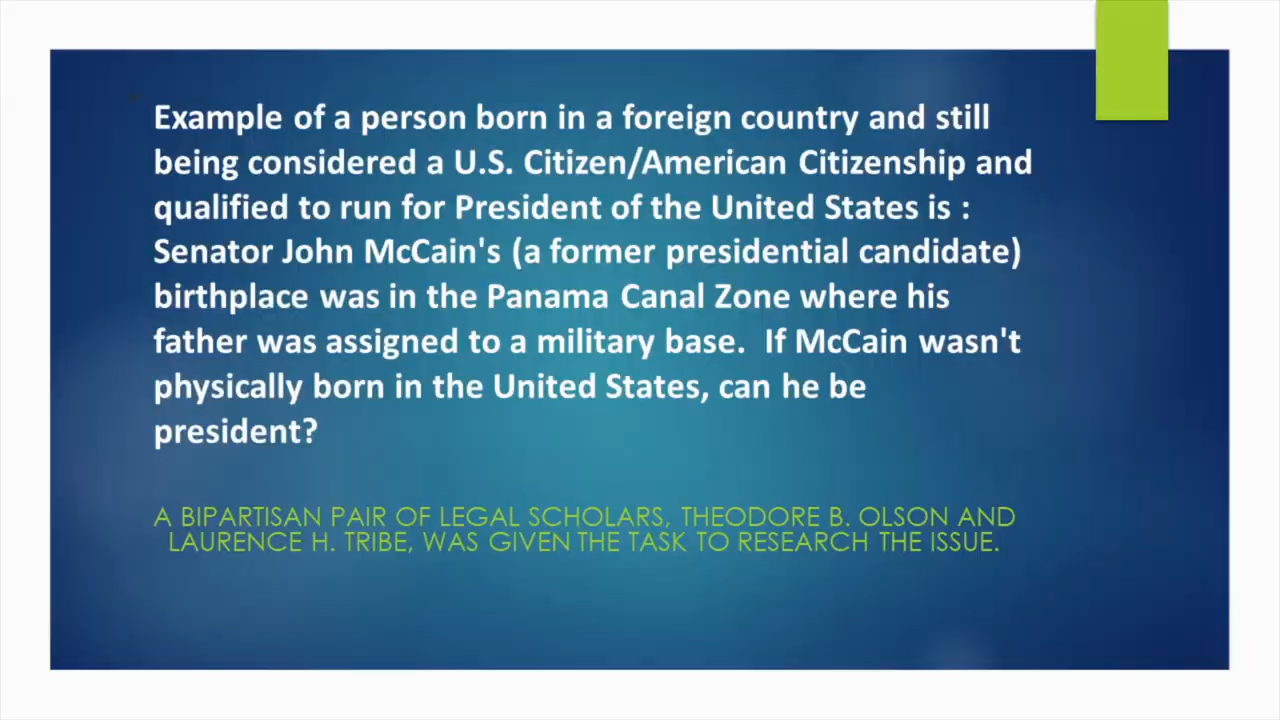 Example of a person born in a foreign country and still
being considered a U.S. Citizen/American Citizenship and
qualified to run for President of the United States is :
Senator John McCain's (a former presidential candidate)
birthplace was in the Panama Canal Zone where his
father was assigned to a military base.  If McCain wasn't
physically born in the United States, can he be
president?
A BIPARTISAN PAIR OF LEGAL SCHOLARS, THEODORE B. OLSON AND
LAURENCE H. TRIBE, WAS GIVEN THE TASK TO RESEARCH THE ISSUE.